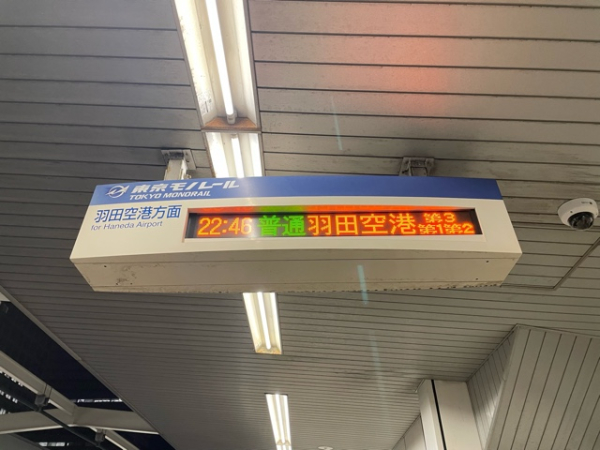 東京モノレール
TOKYO MONORAIL
羽田空港方面
for Haneda Airport
22:46 普通 羽田空港 第3
第1第2